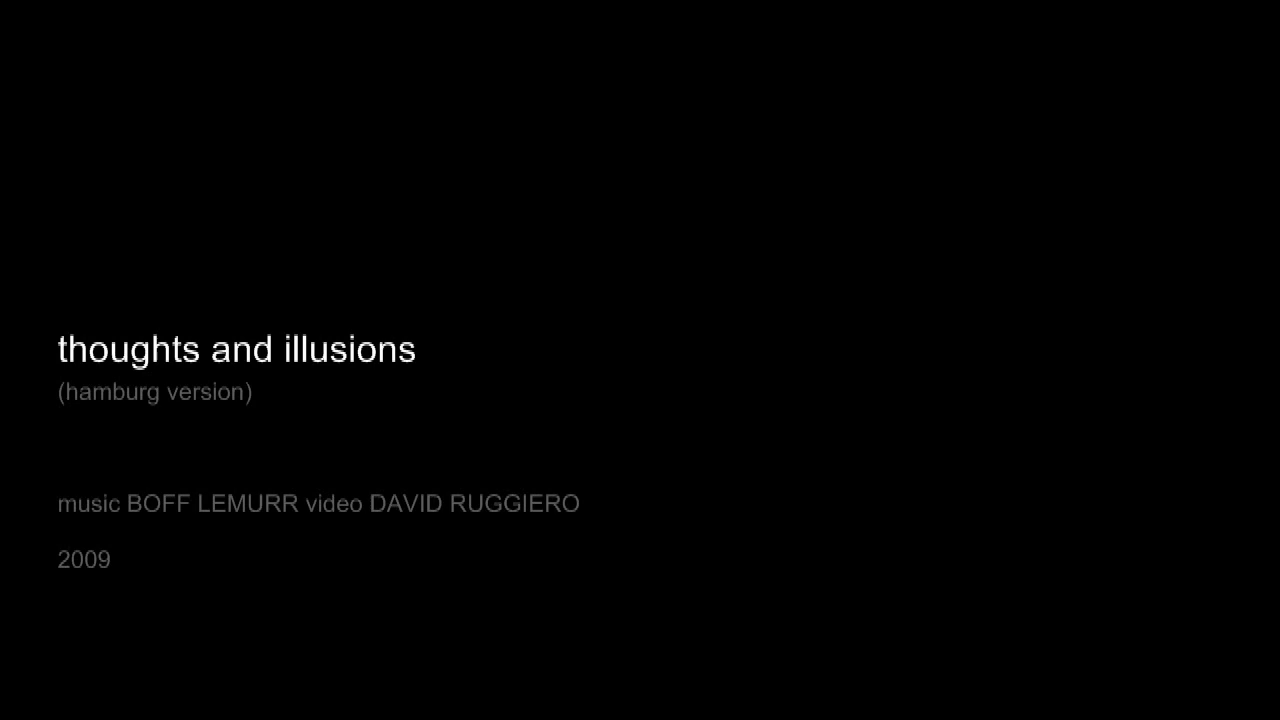 thoughts and illusions
(hamburg version)
music BOFF LEMURR video DAVID RUGGIERO
2009